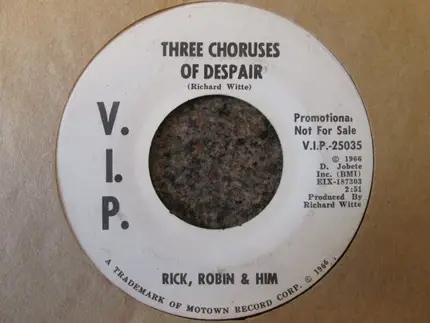 THREE CHORUSES
OF DESPAIR
(Richard Witte)
V.
I.
P.
Promotional
Not For Sale
V.I.P.-25035
© 1966
D. Jobete
Inc. (BMI)
EIX-187303
2:51
Produced By
Richard Witte
RICK, ROBIN & HIM
A TRADEMARK OF MOTOWN RECORD CORP. © 1966